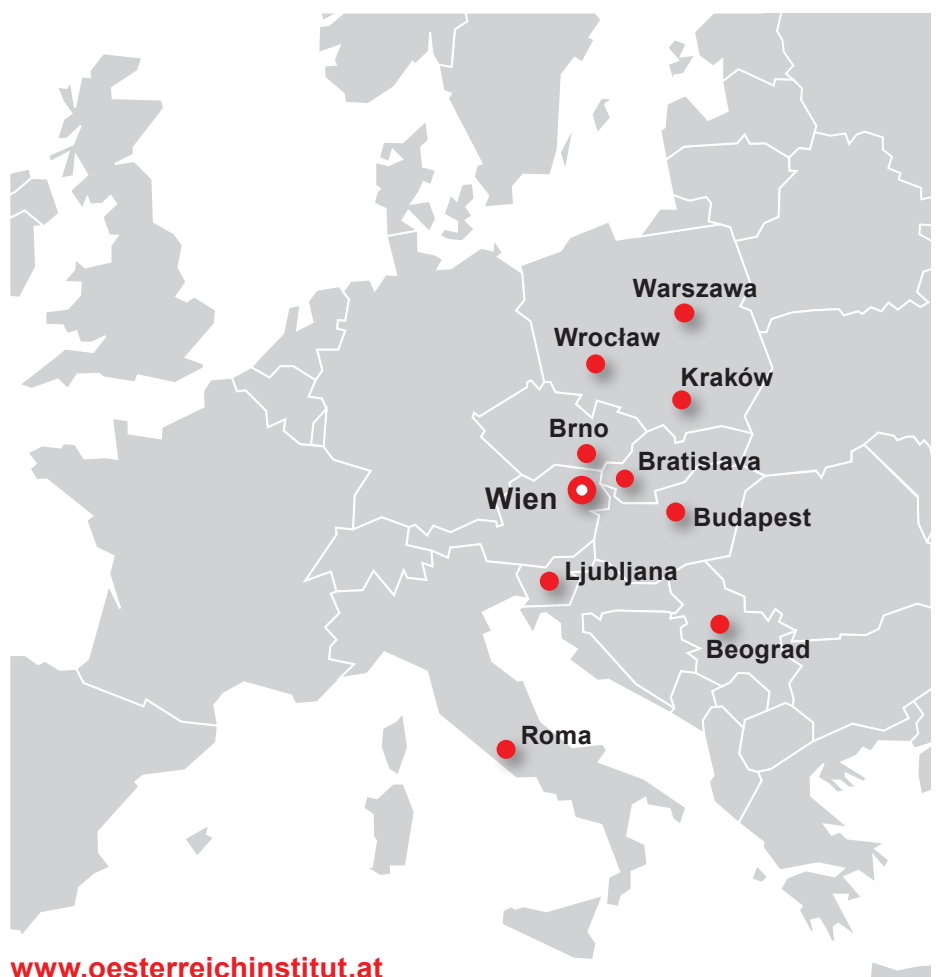 Warszawa
Wrocław
Kraków
Brno
Bratislava
Wien
Budapest
Ljubljana
Beograd
Roma
www.oesterreichinstitut.at